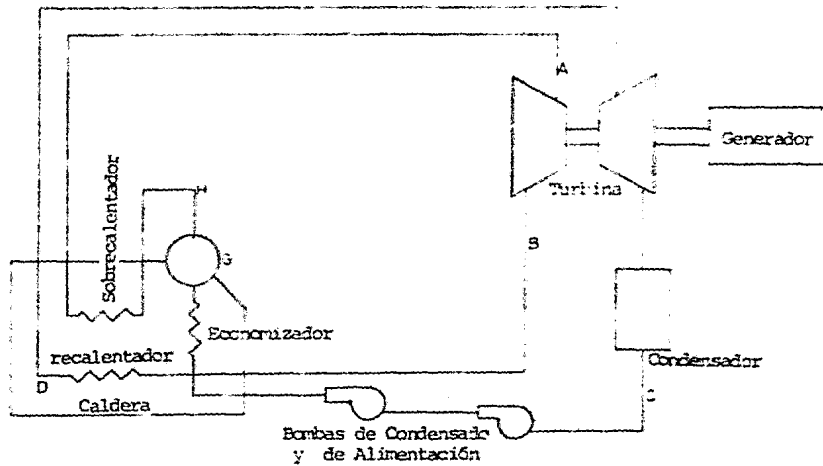 A
Generador
Turbina
Sobrecalentador
H
G
B
Economizador
recalentador
Condensador
D
Caldera
C
Bombas de Condensado
y de Alimentación